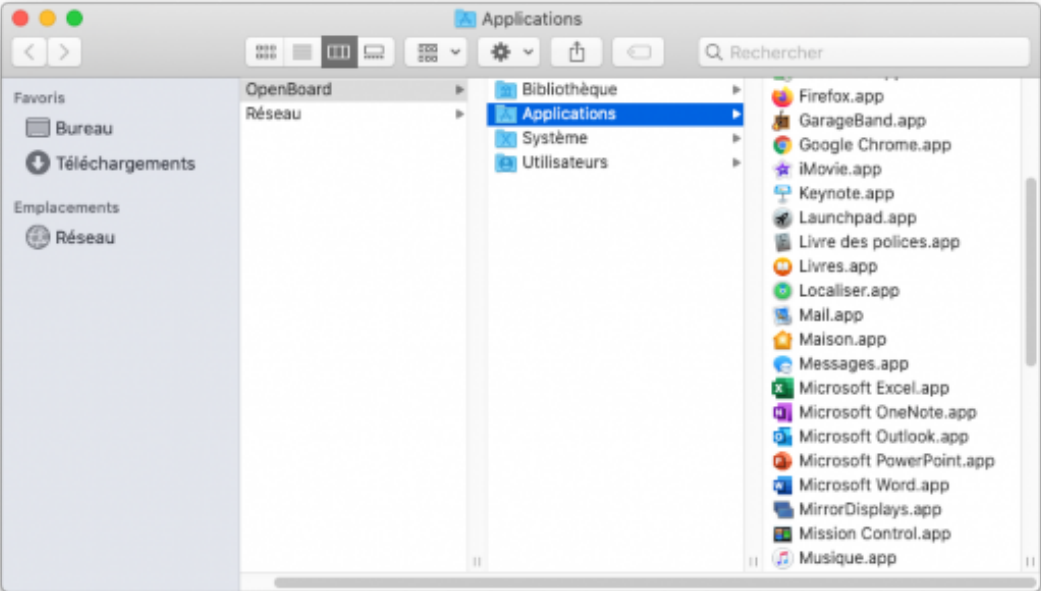 Applications
Rechercher
Favoris
Bureau
Téléchargements
Emplacements
Réseau
OpenBoard
Réseau
Bibliothèque
Applications
Système
Utilisateurs
Firefox.app
GarageBand.app
Google Chrome.app
iMovie.app
Keynote.app
Launchpad.app
Livre des polices.app
Livres.app
Localiser.app
Mail.app
Maison.app
Messages.app
Microsoft Excel.app
Microsoft OneNote.app
Microsoft Outlook.app
Microsoft PowerPoint.app
Microsoft Word.app
MirrorDisplays.app
Mission Control.app
Musique.app